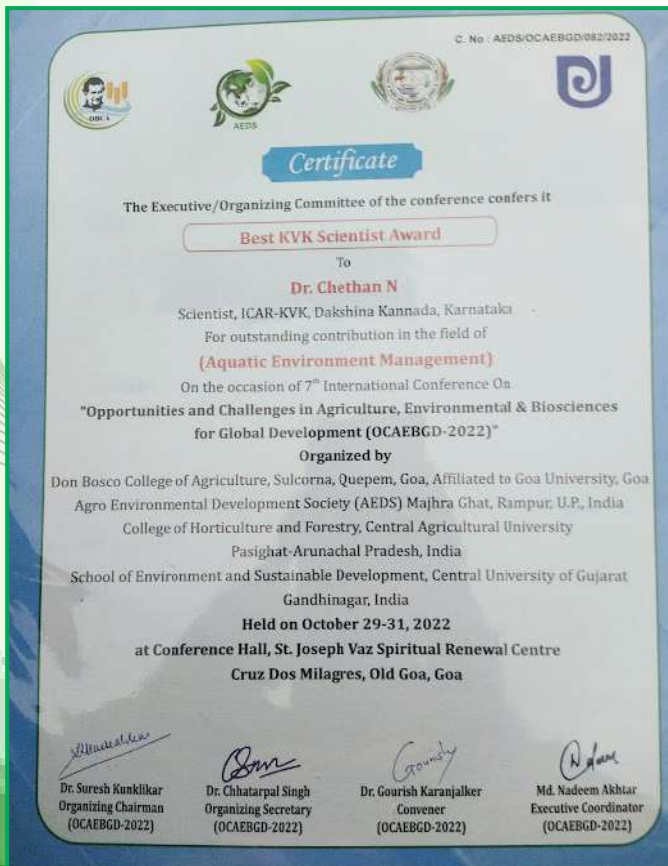 C. No : AEDS/OCAEBGD/082/2022
DBCA
AEDS
Certificate
The Executive/Organizing Committee of the conference confers it
Best KVK Scientist Award
To
Dr. Chethan N
Scientist, ICAR-KVK, Dakshina Kannada, Karnataka
For outstanding contribution in the field of
(Aquatic Environment Management)
On the occasion of 7th International Conference On
"Opportunities and Challenges in Agriculture, Environmental & Biosciences
for Global Development (OCAEBGD-2022)"
Organized by
Don Bosco College of Agriculture, Sulcorna, Quepem, Goa, Affiliated to Goa University, Goa
Agro Environmental Development Society (AEDS) Majhra Ghat, Rampur, U.P., India
College of Horticulture and Forestry, Central Agricultural University
Pasighat-Arunachal Pradesh, India
School of Environment and Sustainable Development, Central University of Gujarat
Gandhinagar, India
Held on October 29-31, 2022
at Conference Hall, St. Joseph Vaz Spiritual Renewal Centre
Cruz Dos Milagres, Old Goa, Goa
Dr. Suresh Kunklikar Dr. Chhatarpal Singh Dr. Gourish Karanjalker Md. Nadeem Akhtar
Organizing Chairman Organizing Secretary Convener Executive Coordinator
(OCAEBGD-2022) (OCAEBGD-2022) (OCAEBGD-2022) (OCAEBGD-2022)